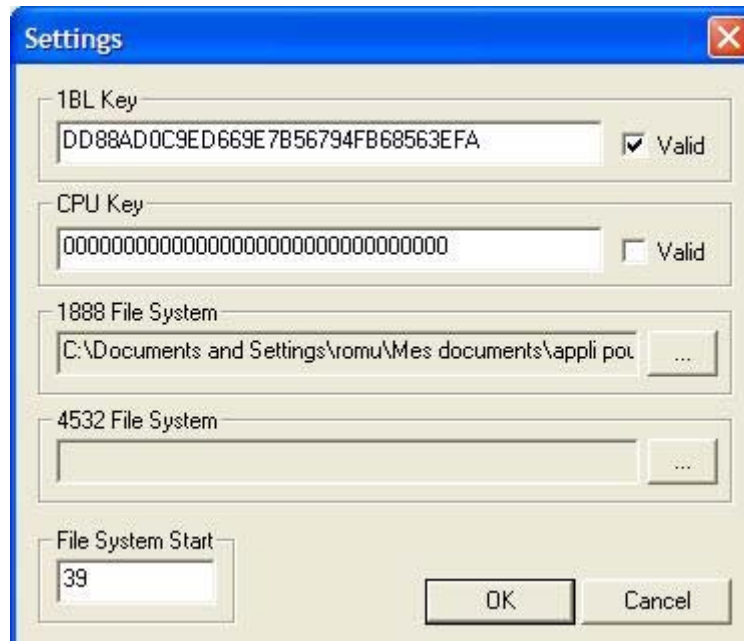 Settings
1BL Key
DD88AD0C9ED669E7B56794FB68563EFA
Valid
CPU Key
00000000000000000000000000000000
Valid
1888 File System
C:\Documents and Settings\romu\Mes documents\appli pou
...
4532 File System
...
File System Start
39
OK
Cancel